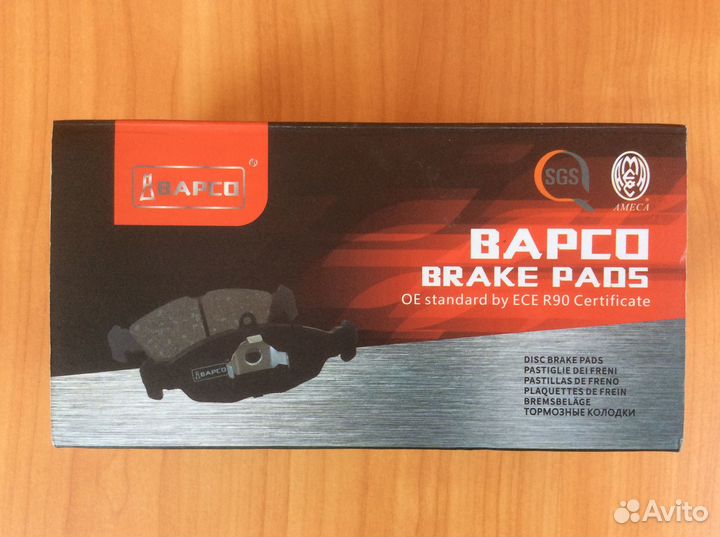 BAPCO®
SGS
AMECA
AMECA®
BAPCO
BRAKE PADS
OE standard by ECE R90 Certificate
BAPCO
DISC BRAKE PADS
PASTIGLIE DEI FRENI
PASTILLAS DE FRENO
PLAQUETTES DE FREIN
BREMSBELÄGE
ТОРМОЗНЫЕ КОЛОДКИ
Avito